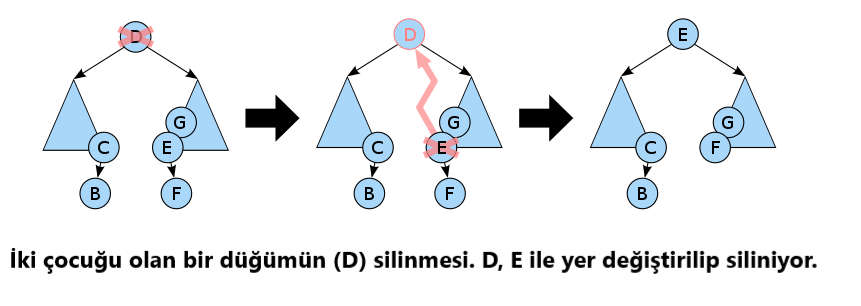 D D E
G G G
C E C E C F
B F B F B
İki çocuğu olan bir düğümün (D) silinmesi. D, E ile yer değiştirilip siliniyor.